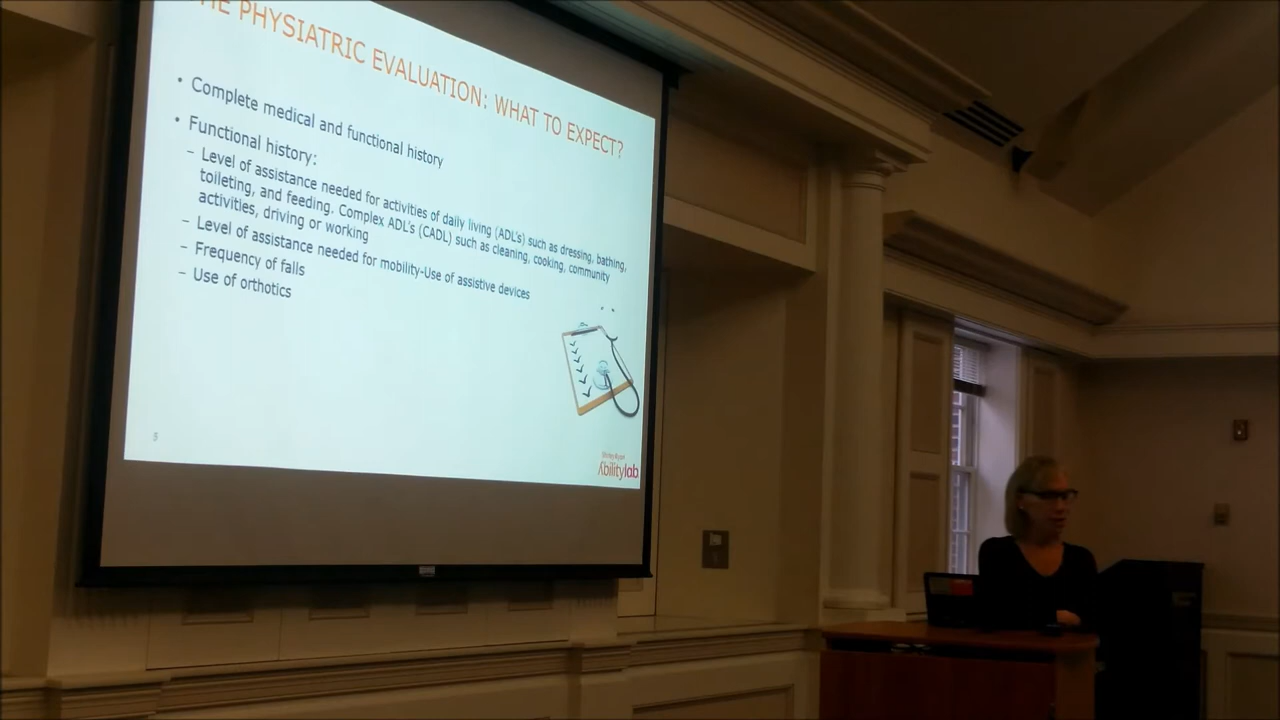 THE PHYSIATRIC EVALUATION: WHAT TO EXPECT?
• Complete medical and functional history
• Functional history:
– Level of assistance needed for activities of daily living (ADL's) such as dressing, bathing,
toileting, and feeding. Complex ADL's (CADL) such as cleaning, cooking, community
activities, driving or working
– Level of assistance needed for mobility-Use of assistive devices
– Frequency of falls
– Use of orthotics
9
Shirley Ryan
Abilitylab